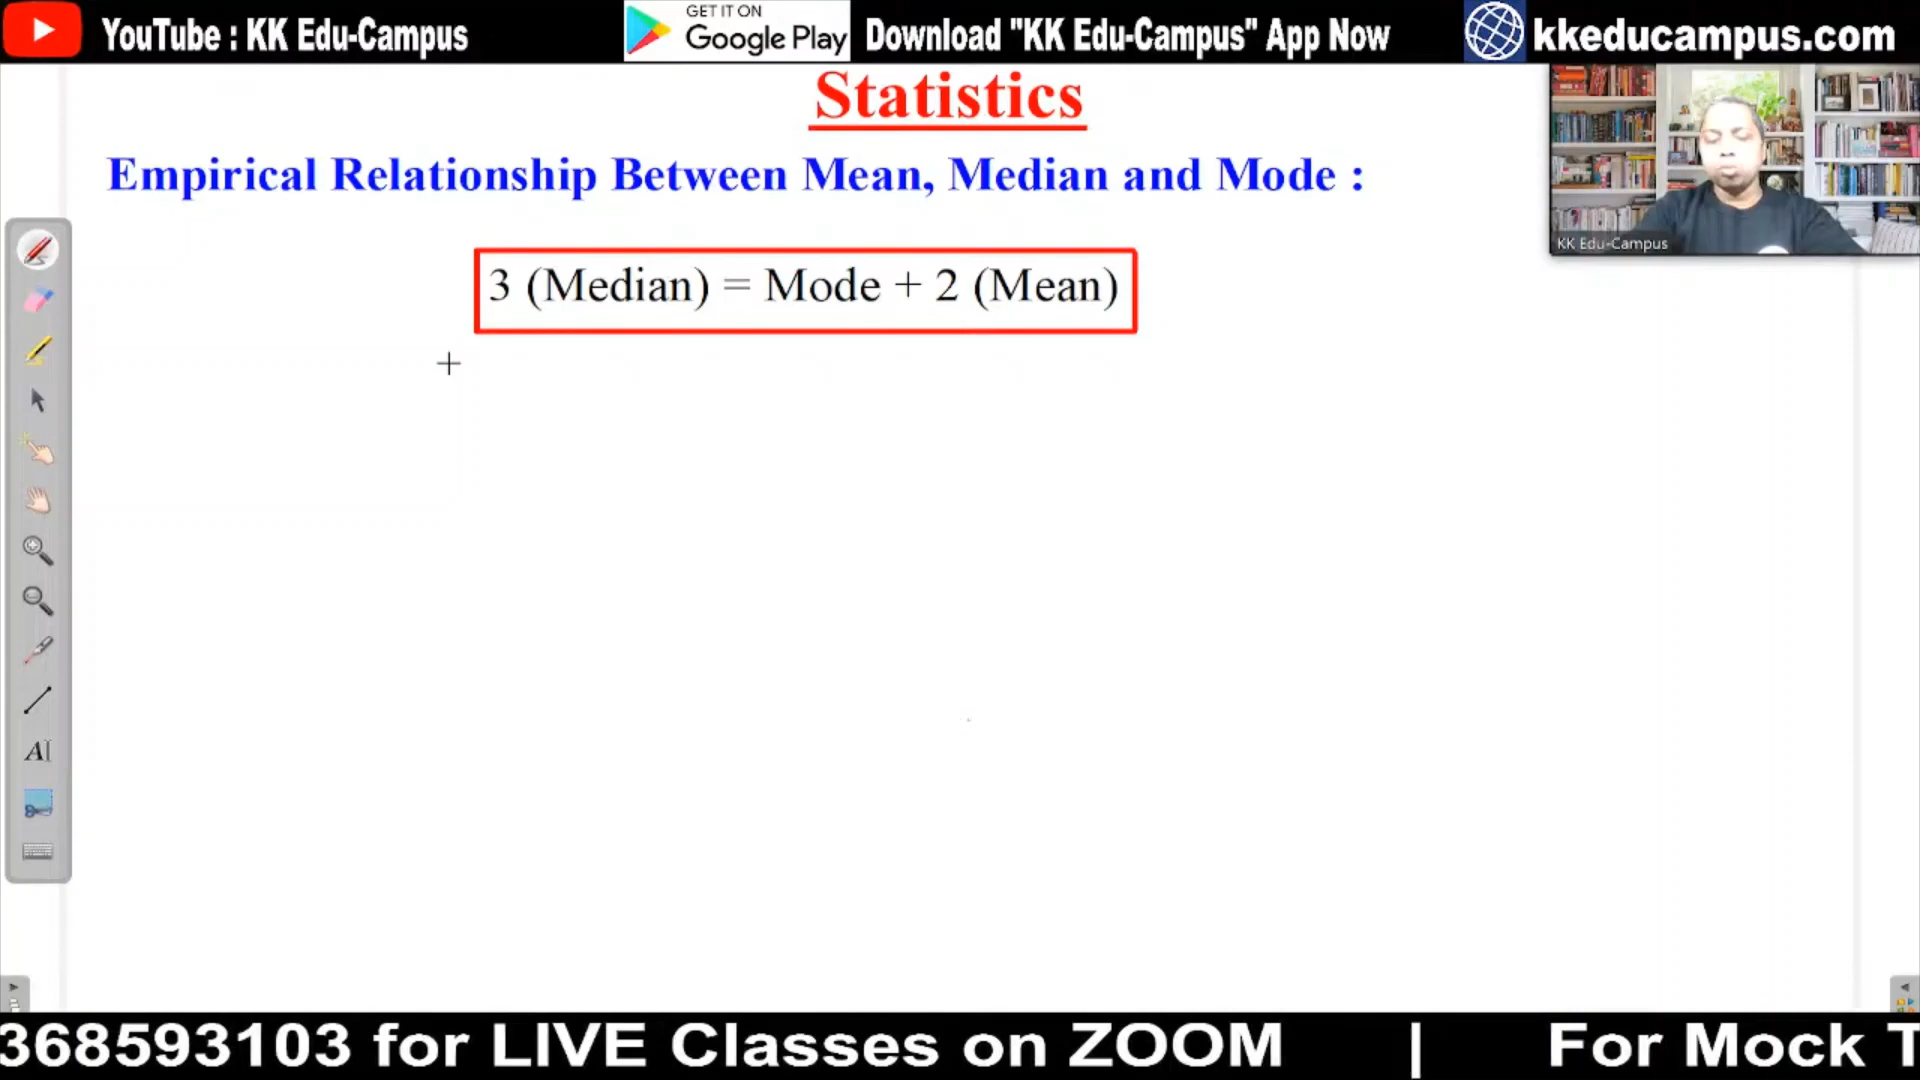 YouTube : KK Edu-Campus
GET IT ON
Google Play
Download "KK Edu-Campus" App Now
kkeducampus.com
Statistics
Empirical Relationship Between Mean, Median and Mode :
KK Edu-Campus
3 (Median) = Mode + 2 (Mean)
A
368593103 for LIVE Classes on ZOOM | For Mock T